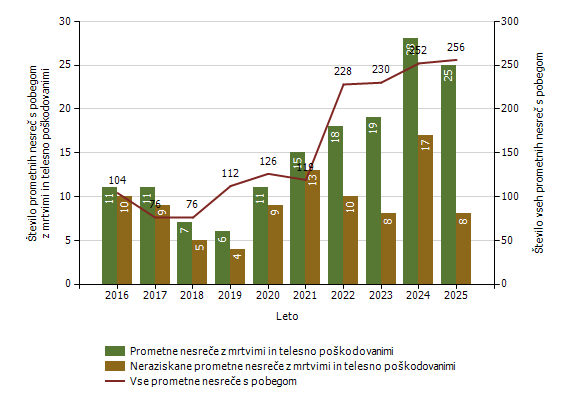 30
25
20
15
10
5
0
300
250
200
150
100
50
0
Število prometnih nesreč s pobegom
z mrtvimi in telesno poškodovanimi
Število vseh prometnih nesreč s pobegom
104 76 76 112 126 119 228 230 252 256
11 11 7 6 11 15 18 19 28 25
10 9 5 4 9 13 10 8 17 8
2016 2017 2018 2019 2020 2021 2022 2023 2024 2025
Leto
Prometne nesreče z mrtvimi in telesno poškodovanimi
Neraziskane prometne nesreče z mrtvimi in telesno poškodovanimi
Vse prometne nesreče s pobegom